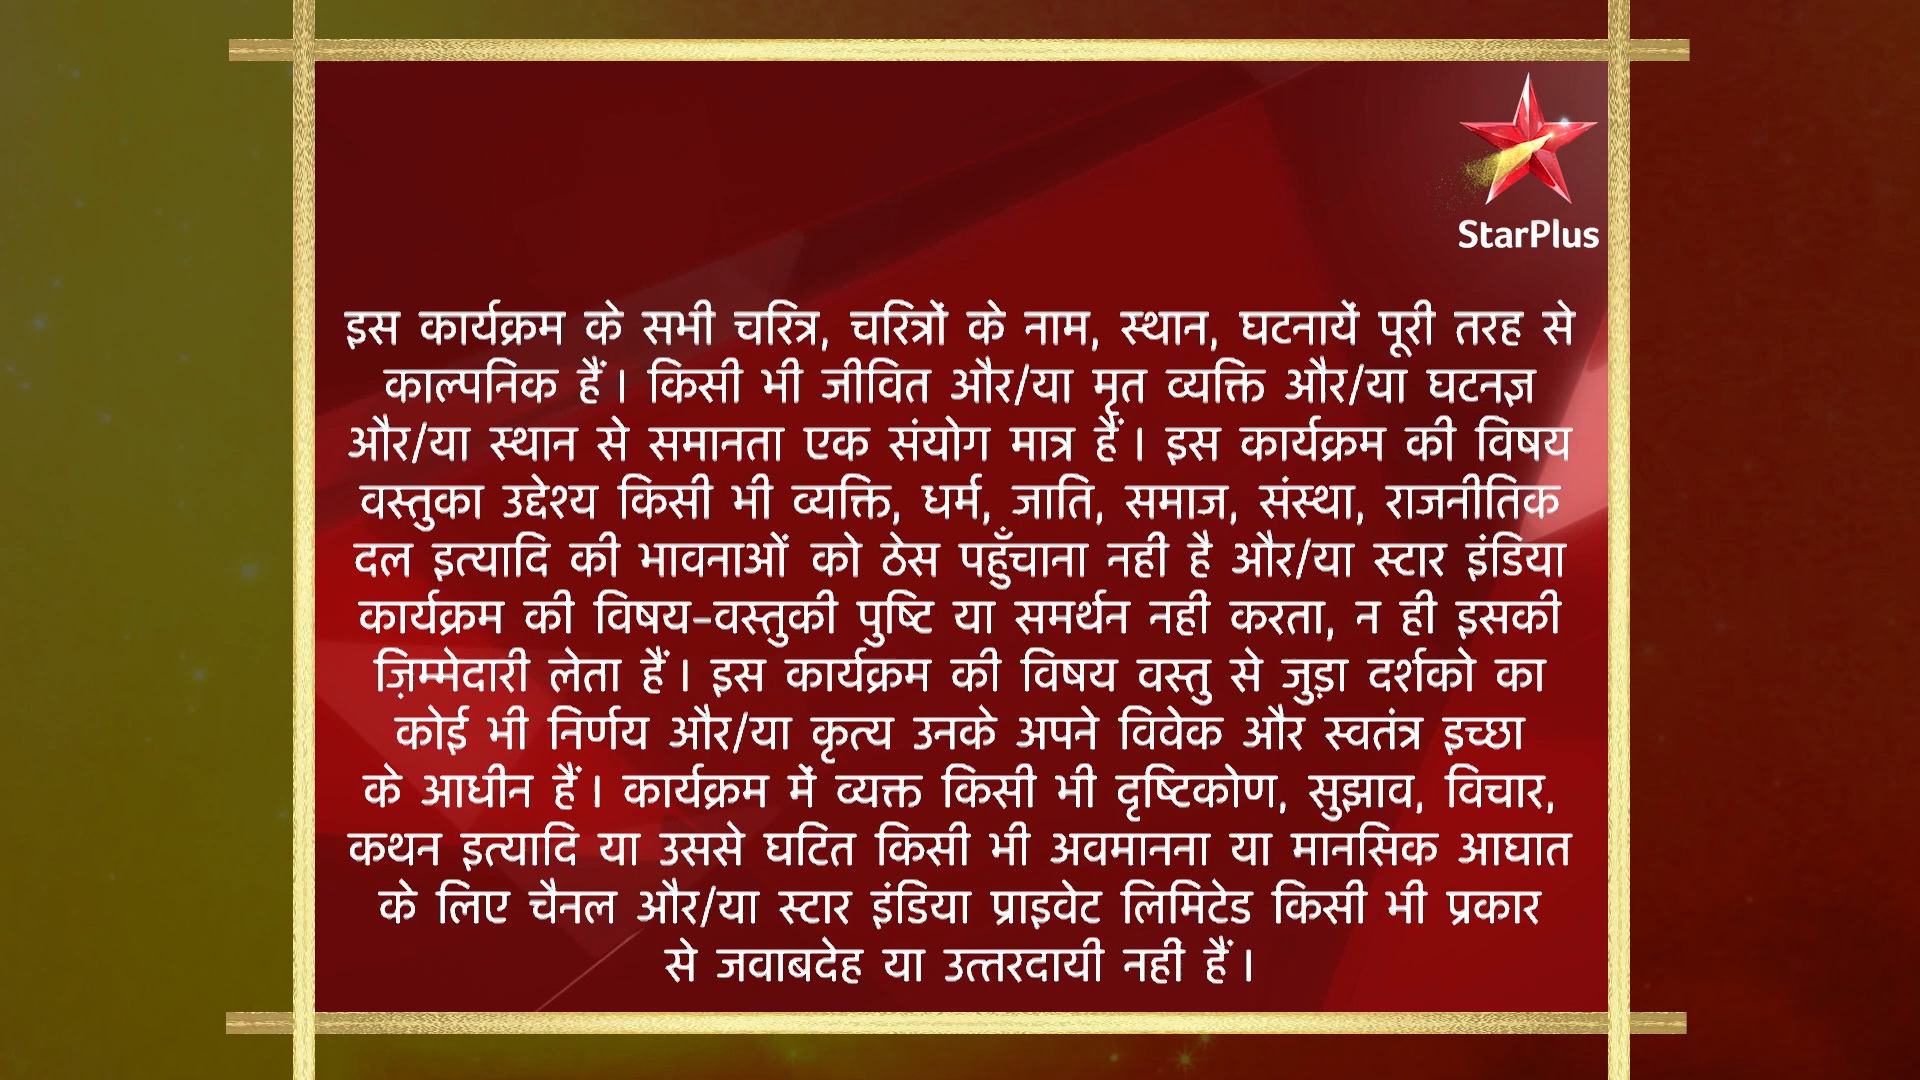 StarPlus
इस कार्यक्रम के सभी चरित्र, चरित्रों के नाम, स्थान, घटनायें पूरी तरह से
काल्पनिक हैं। किसी भी जीवित और/या मृत व्यक्ति और/या घटनज्ञ
और/या स्थान से समानता एक संयोग मात्र हैं। इस कार्यक्रम की विषय
वस्तुका उद्देश्य किसी भी व्यक्ति, धर्म, जाति, समाज, संस्था, राजनीतिक
दल इत्यादि की भावनाओं को ठेस पहुँचाना नही है और/या स्टार इंडिया
कार्यक्रम की विषय-वस्तुकी पुष्टि या समर्थन नही करता, न ही इसकी
ज़िम्मेदारी लेता हैं। इस कार्यक्रम की विषय वस्तु से जुड़ा दर्शको का
कोई भी निर्णय और/या कृत्य उनके अपने विवेक और स्वतंत्र इच्छा
के आधीन हैं। कार्यक्रम में व्यक्त किसी भी दृष्टिकोण, सुझाव, विचार,
कथन इत्यादि या उससे घटित किसी भी अवमानना या मानसिक आघात
के लिए चैनल और/या स्टार इंडिया प्राइवेट लिमिटेड किसी भी प्रकार
से जवाबदेह या उत्तरदायी नही हैं।